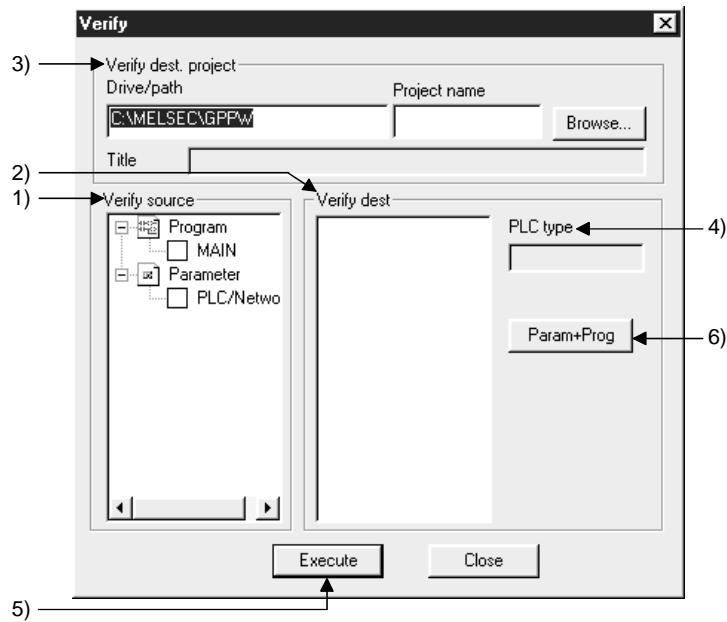 Verify
3)
Verify dest. project
Drive/path
Project name
C:\MELSEC\GPPW
Browse...
Title
2)
1)
Verify source
Verify dest
Program
MAIN
Parameter
PLC/Netwo
PLC type
4)
Param+Prog
6)
Execute
Close
5)